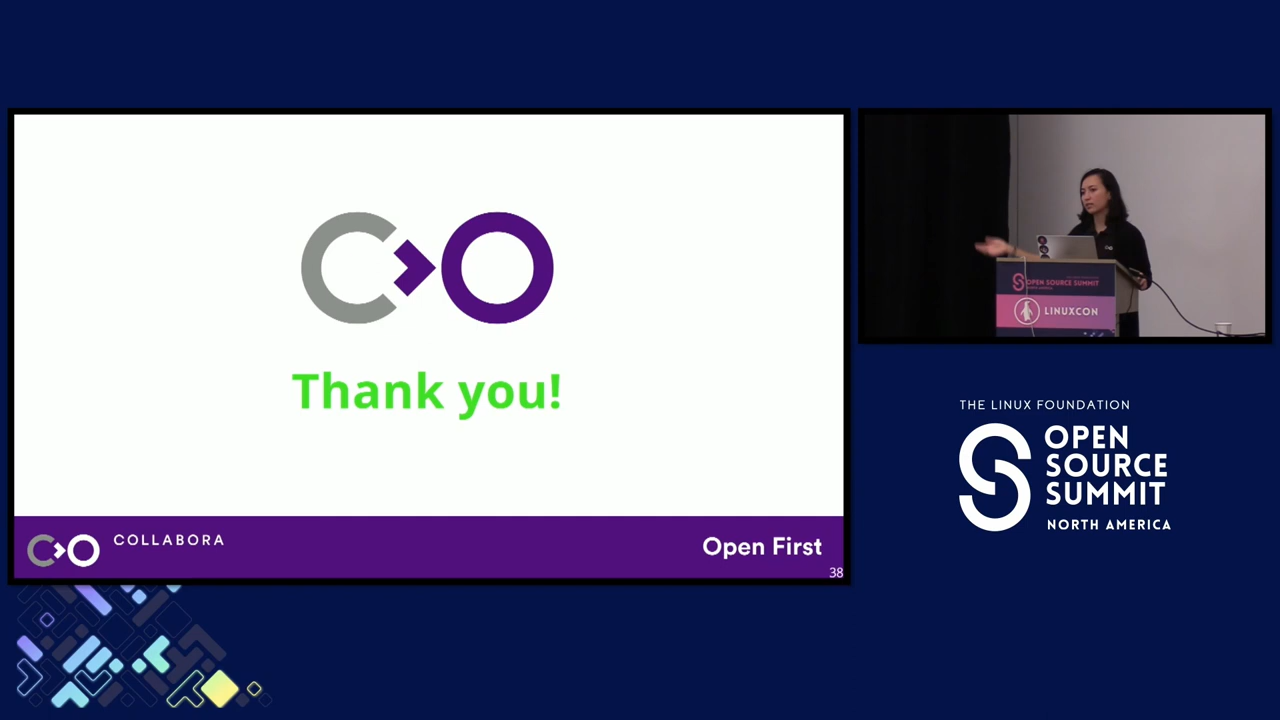 Thank you!
COLLABORA
Open First
38
OPEN SOURCE SUMMIT
LINUXCON
THE LINUX FOUNDATION
OPEN
SOURCE
SUMMIT
NORTH AMERICA